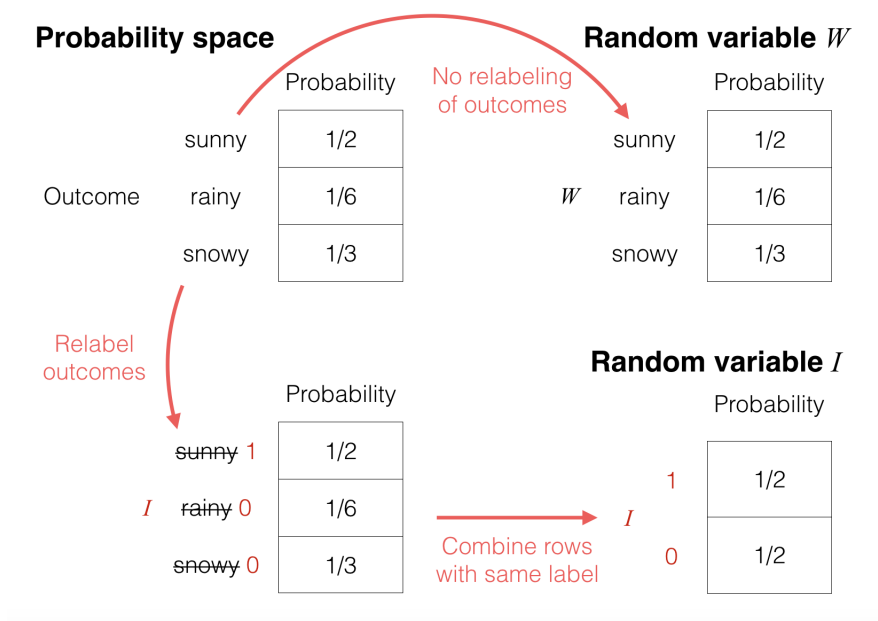 Probability space
Random variable W
Probability
No relabeling
of outcomes
Probability
sunny 1/2
sunny 1/2
Outcome rainy 1/6
W rainy 1/6
snowy 1/3
snowy 1/3
Relabel
outcomes
Random variable I
Probability
Probability
sunny 1 1/2
I rainy 0 1/6
snowy 0 1/3
1 1/2
I
0 1/2
Combine rows
with same label